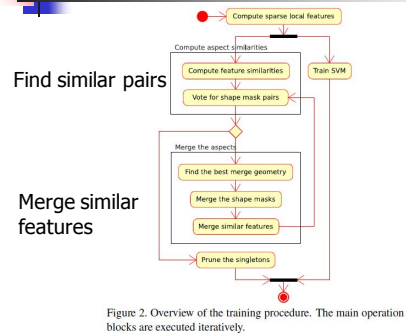 Compute sparse local features
Compute aspect similarities
Find similar pairs
Compute feature similarities
Train SVM
Vote for shape mask pairs
Merge the aspects
Find the best merge geometry
Merge similar
features
Merge the shape masks
Merge similar features
Prune the singletons
Figure 2. Overview of the training procedure. The main operation
blocks are executed iteratively.